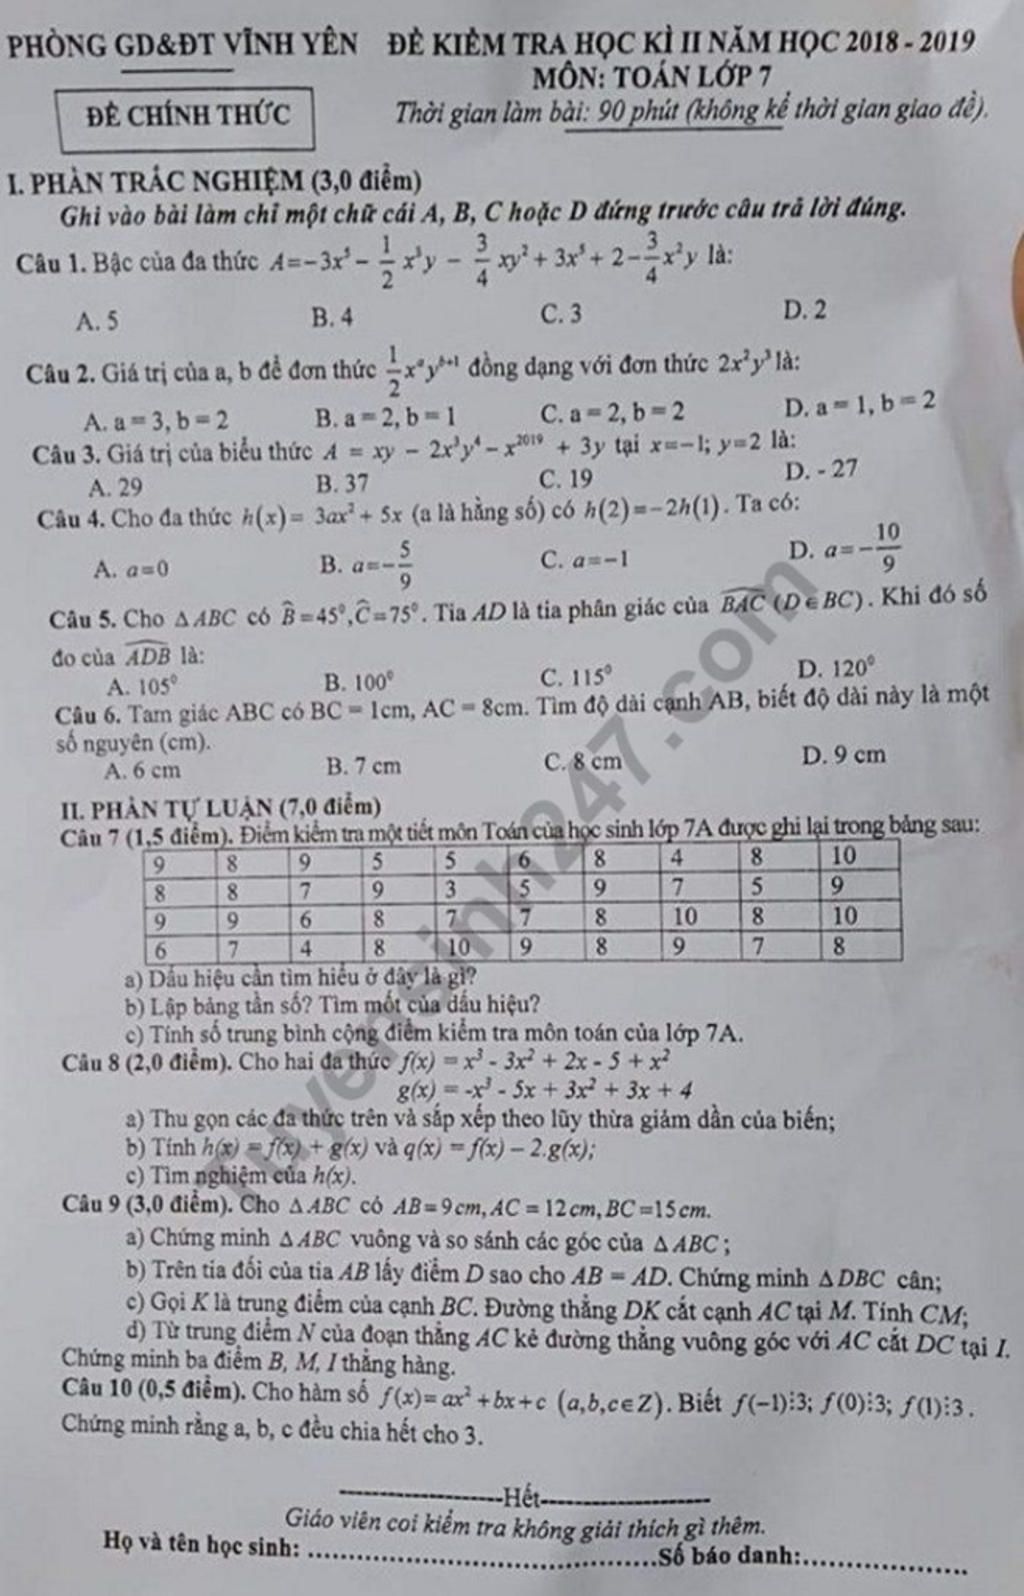 PHÒNG GD&ĐT VĨNH YÊN ĐỀ KIỂM TRA HỌC KÌ II NĂM HỌC 2018 - 2019
MÔN: TOÁN LỚP 7
ĐỀ CHÍNH THỨC
Thời gian làm bài: 90 phút (không kể thời gian giao đề).
I. PHẦN TRẮC NGHIỆM (3,0 điểm)
Ghi vào bài làm chỉ một chữ cái A, B, C hoặc D đứng trước câu trả lời đúng.
Câu 1. Bậc của đa thức A=-3x⁵ - 1/2 x³y - 3/4 xy² + 3x⁵ + 2 - 3/4 x²y là:
A. 5 B. 4 C. 3 D. 2
Câu 2. Giá trị của a, b để đơn thức 1/2 xᵃyᵇ⁺¹ đồng dạng với đơn thức 2x²y³ là:
A. a = 3, b = 2 B. a = 2, b = 1 C. a = 2, b = 2 D. a = 1, b = 2
Câu 3. Giá trị của biểu thức A = xy - 2x³y⁴ - x²⁰¹⁹ + 3y tại x=-1; y=2 là:
A. 29 B. 37 C. 19 D. - 27
Câu 4. Cho đa thức h(x) = 3ax² + 5x (a là hằng số) có h(2)=-2h(1). Ta có:
A. a=0 B. a=-5/9 C. a=-1 D. a=-10/9
Câu 5. Cho Δ ABC có B̂=45⁰, Ĉ=75⁰. Tia AD là tia phân giác của BAC (D∈BC). Khi đó số
đo của ADB là:
A. 105⁰ B. 100⁰ C. 115⁰ D. 120⁰
Câu 6. Tam giác ABC có BC = 1cm, AC = 8cm. Tìm độ dài cạnh AB, biết độ dài này là một
số nguyên (cm).
A. 6 cm B. 7 cm C. 8 cm D. 9 cm
II. PHẦN TỰ LUẬN (7,0 điểm)
Câu 7 (1,5 điểm). Điểm kiểm tra một tiết môn Toán của học sinh lớp 7A được ghi lại trong bảng sau:
9 8 9 5 5 6 8 4 8 10
8 8 7 9 3 5 9 7 5 9
9 9 6 8 7 7 8 10 8 10
6 7 4 8 10 9 8 9 7 8
a) Dấu hiệu cần tìm hiểu ở đây là gì?
b) Lập bảng tần số? Tìm mốt của dấu hiệu?
c) Tính số trung bình cộng điểm kiểm tra môn toán của lớp 7A.
Câu 8 (2,0 điểm). Cho hai đa thức f(x) = x³ - 3x² + 2x - 5 + x²
g(x) = -x³ - 5x + 3x² + 3x + 4
a) Thu gọn các đa thức trên và sắp xếp theo lũy thừa giảm dần của biến;
b) Tính h(x) = f(x) + g(x) và q(x) = f(x) – 2.g(x);
c) Tìm nghiệm của h(x).
Câu 9 (3,0 điểm). Cho Δ ABC có AB=9cm, AC = 12cm, BC=15cm.
a) Chứng minh Δ ABC vuông và so sánh các góc của Δ ABC ;
b) Trên tia đối của tia AB lấy điểm D sao cho AB = AD. Chứng minh Δ DBC cân;
c) Gọi K là trung điểm của cạnh BC. Đường thẳng DK cắt cạnh AC tại M. Tính CM;
d) Từ trung điểm N của đoạn thẳng AC kẻ đường thẳng vuông góc với AC cắt DC tại I.
Chứng minh ba điểm B, M, I thẳng hàng.
Câu 10 (0,5 điểm). Cho hàm số f(x)=ax²+bx+c (a,b,c∈Z). Biết f(-1)⋮3; f(0)⋮3; f(1)⋮3.
Chứng minh rằng a, b, c đều chia hết cho 3.
--------------------Hết--------------------
Giáo viên coi kiểm tra không giải thích gì thêm.
Họ và tên học sinh: ........................................Số báo danh:...................
Tuyensinh247.com